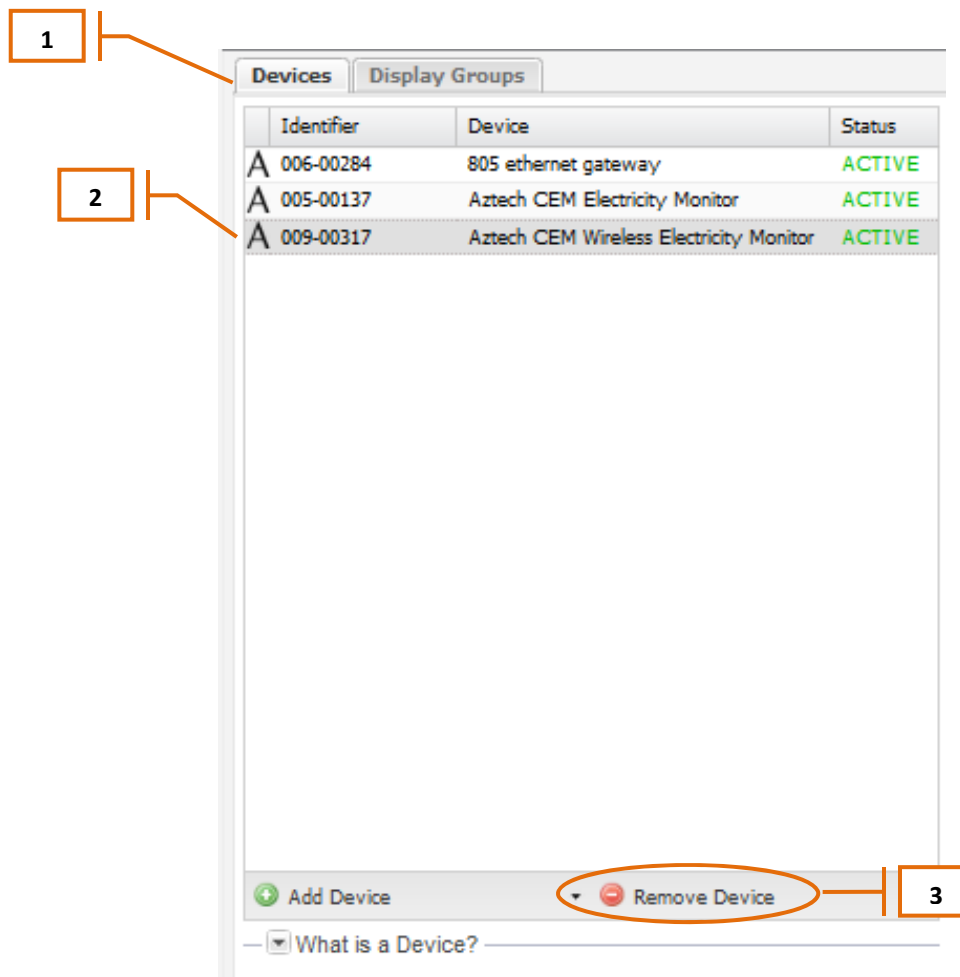 1
Devices Display Groups
Identifier Device Status
A 006-00284 805 ethernet gateway ACTIVE
A 005-00137 Aztech CEM Electricity Monitor ACTIVE
2
A 009-00317 Aztech CEM Wireless Electricity Monitor ACTIVE
Add Device Remove Device 3
What is a Device?